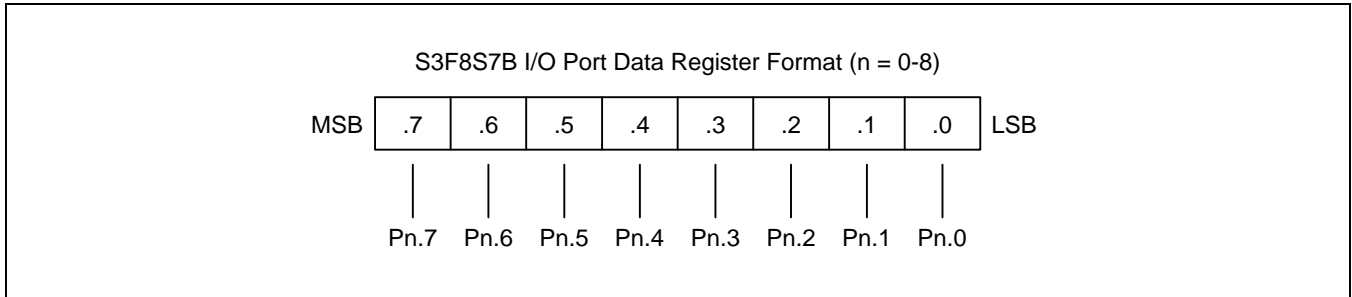 S3F8S7B I/O Port Data Register Format (n = 0-8)
MSB .7 .6 .5 .4 .3 .2 .1 .0 LSB
Pn.7 Pn.6 Pn.5 Pn.4 Pn.3 Pn.2 Pn.1 Pn.0